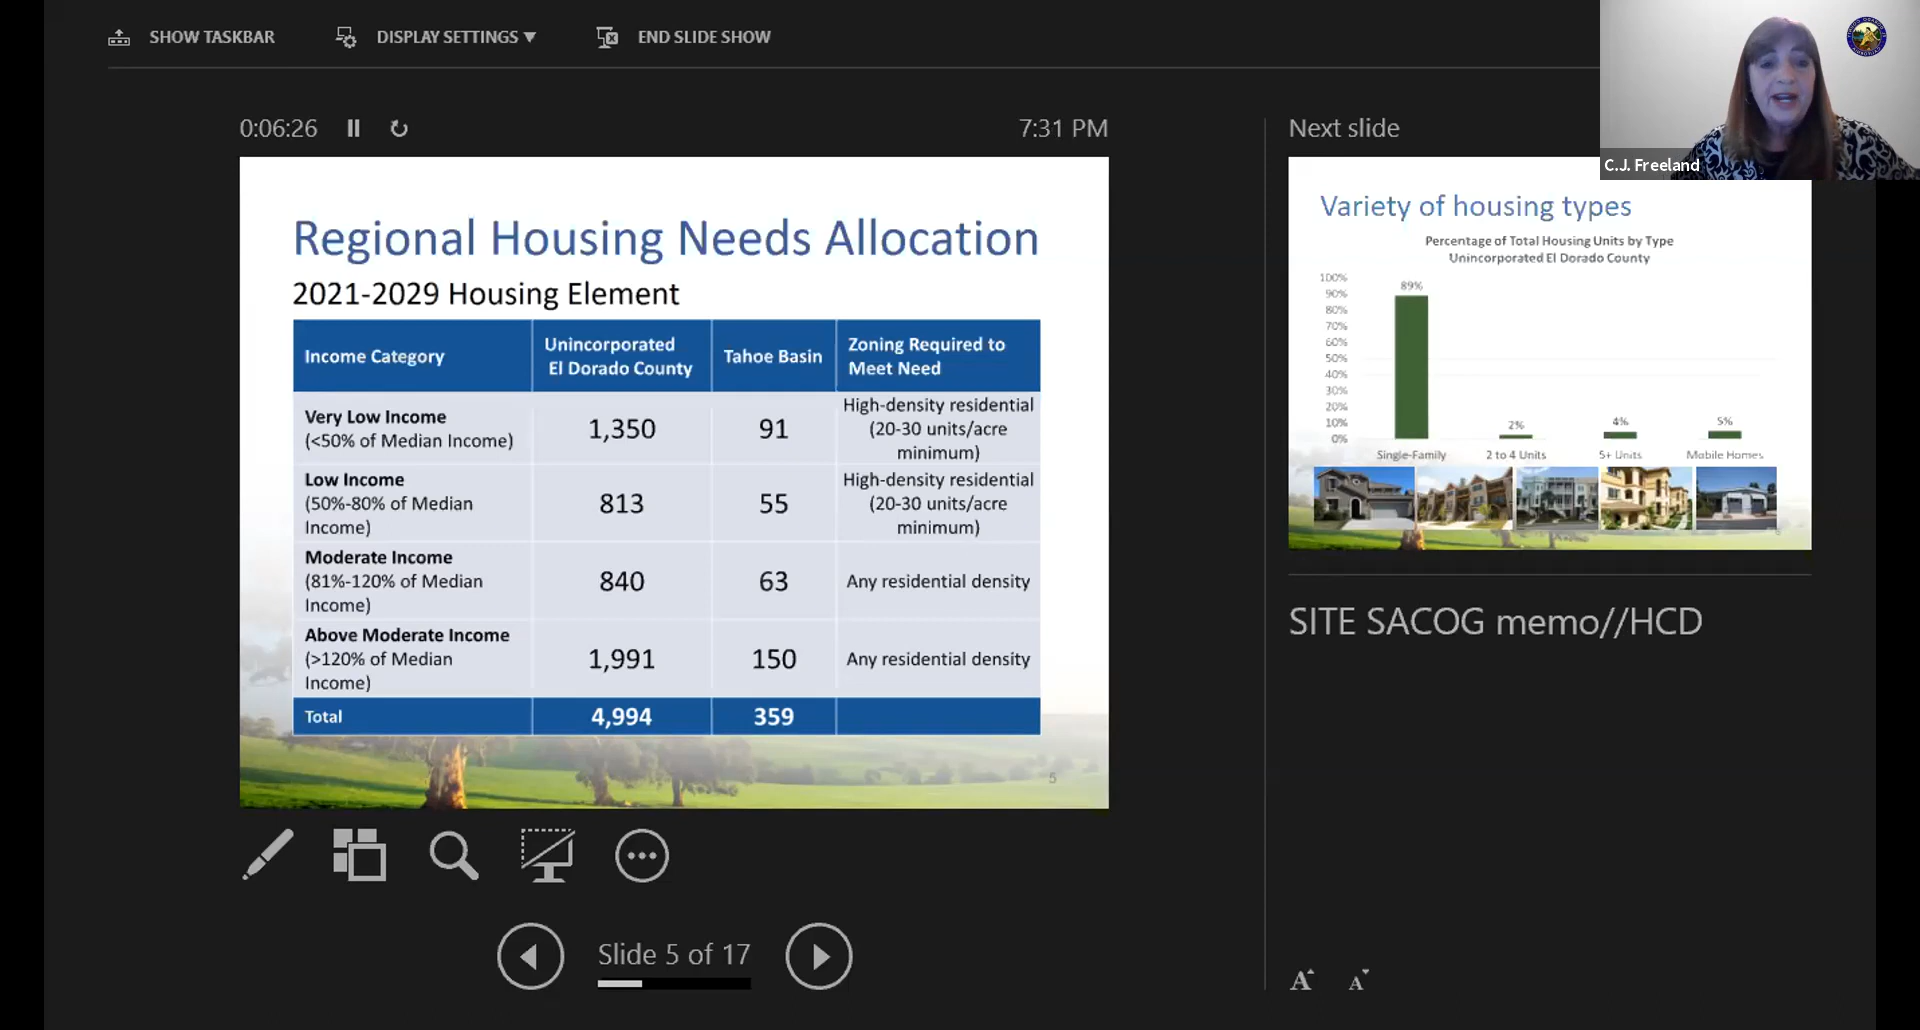 SHOW TASKBAR
DISPLAY SETTINGS
END SLIDE SHOW
0:06:26
7:31 PM
Regional Housing Needs Allocation
2021-2029 Housing Element
Income Category
Unincorporated
El Dorado County
Tahoe Basin
Zoning Required to
Meet Need
Very Low Income
(<50% of Median Income)
1,350
91
High-density residential
(20-30 units/acre
minimum)
Low Income
(50%-80% of Median
Income)
813
55
High-density residential
(20-30 units/acre
minimum)
Moderate Income
(81%-120% of Median
Income)
840
63
Any residential density
Above Moderate Income
(>120% of Median
Income)
1,991
150
Any residential density
Total
4,994
359
5
Slide 5 of 17
Next slide
C.J. Freeland
Variety of housing types
Percentage of Total Housing Units by Type
Unincorporated El Dorado County
100%
90%
80%
70%
60%
50%
40%
30%
20%
10%
0%
89%
2%
4%
5%
Single-Family
2 to 4 Units
5+ Units
Mobile Homes
SITE SACOG memo//HCD
A
A